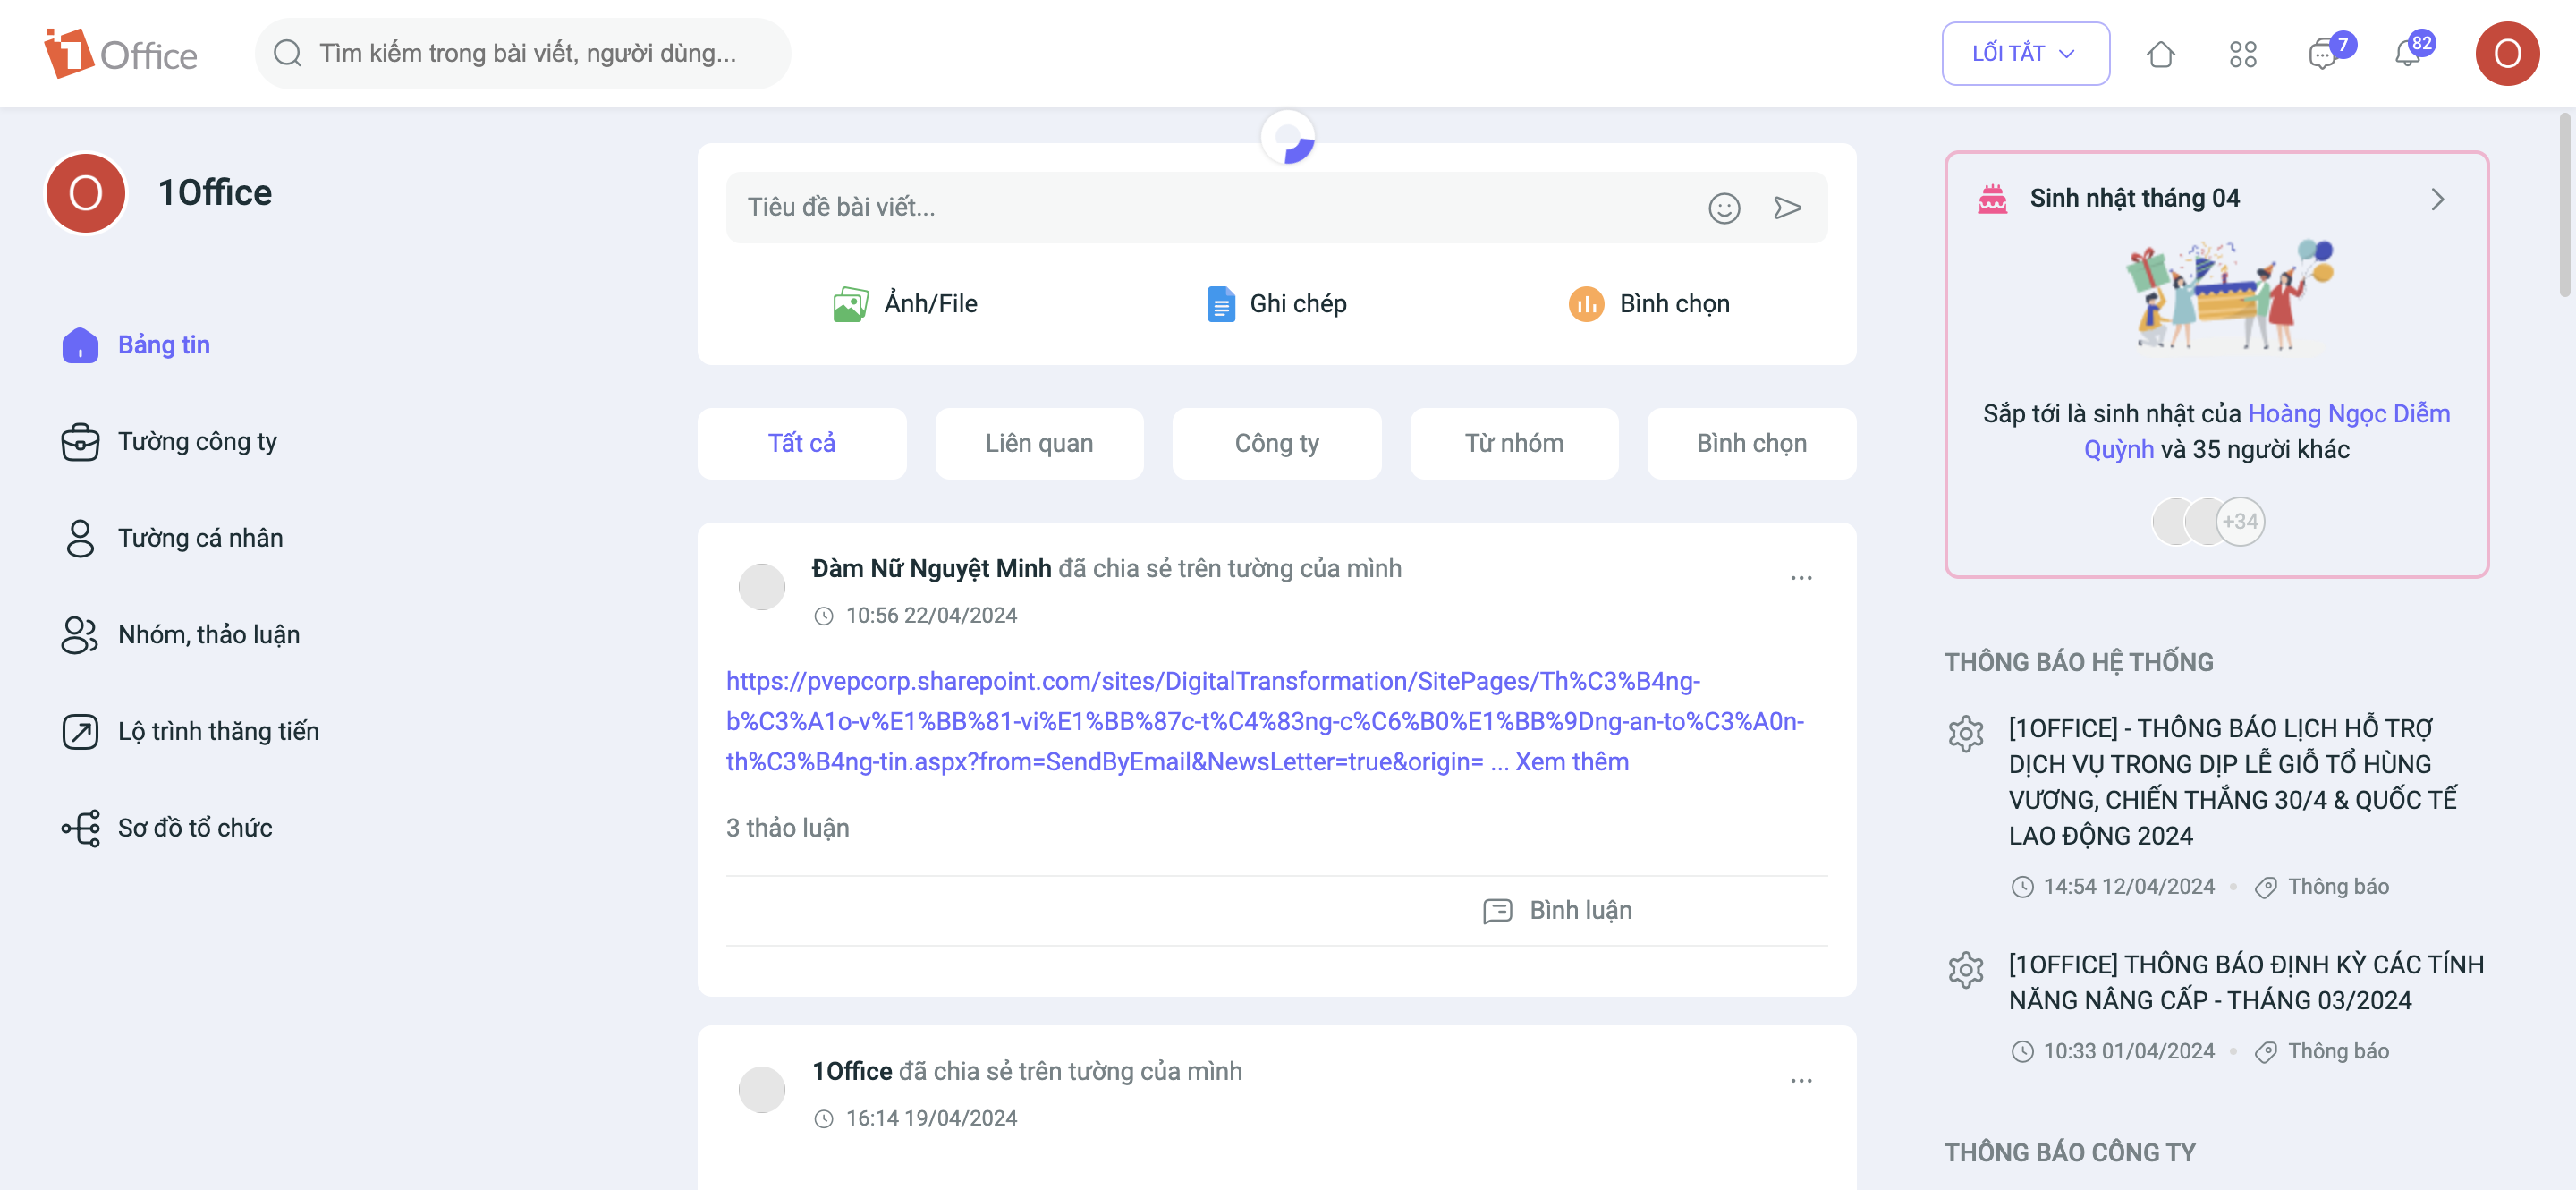 1Office
Tìm kiếm trong bài viết, người dùng...
LỐI TẮT
7
82
O
O
1Office
Bảng tin
Tường công ty
Tường cá nhân
Nhóm, thảo luận
Lộ trình thăng tiến
Sơ đồ tổ chức
Tiêu đề bài viết...
Ảnh/File
Ghi chép
Bình chọn
Tất cả
Liên quan
Công ty
Từ nhóm
Bình chọn
Đàm Nữ Nguyệt Minh đã chia sẻ trên tường của mình
10:56 22/04/2024
https://pvepcorp.sharepoint.com/sites/DigitalTransformation/SitePages/Th%C3%B4ng-
b%C3%A1o-v%E1%BB%81-vi%E1%BB%87c-t%C4%83ng-c%C6%B0%E1%BB%9Dng-an-to%C3%A0n-
th%C3%B4ng-tin.aspx?from=SendByEmail&NewsLetter=true&origin= ... Xem thêm
3 thảo luận
Bình luận
1Office đã chia sẻ trên tường của mình
16:14 19/04/2024
Sinh nhật tháng 04
Sắp tới là sinh nhật của Hoàng Ngọc Diễm
Quỳnh và 35 người khác
+34
THÔNG BÁO HỆ THỐNG
[1OFFICE] - THÔNG BÁO LỊCH HỖ TRỢ
DỊCH VỤ TRONG DỊP LỄ GIỖ TỔ HÙNG
VƯƠNG, CHIẾN THẮNG 30/4 & QUỐC TẾ
LAO ĐỘNG 2024
14:54 12/04/2024 • Thông báo
[1OFFICE] THÔNG BÁO ĐỊNH KỲ CÁC TÍNH
NĂNG NÂNG CẤP - THÁNG 03/2024
10:33 01/04/2024 • Thông báo
THÔNG BÁO CÔNG TY